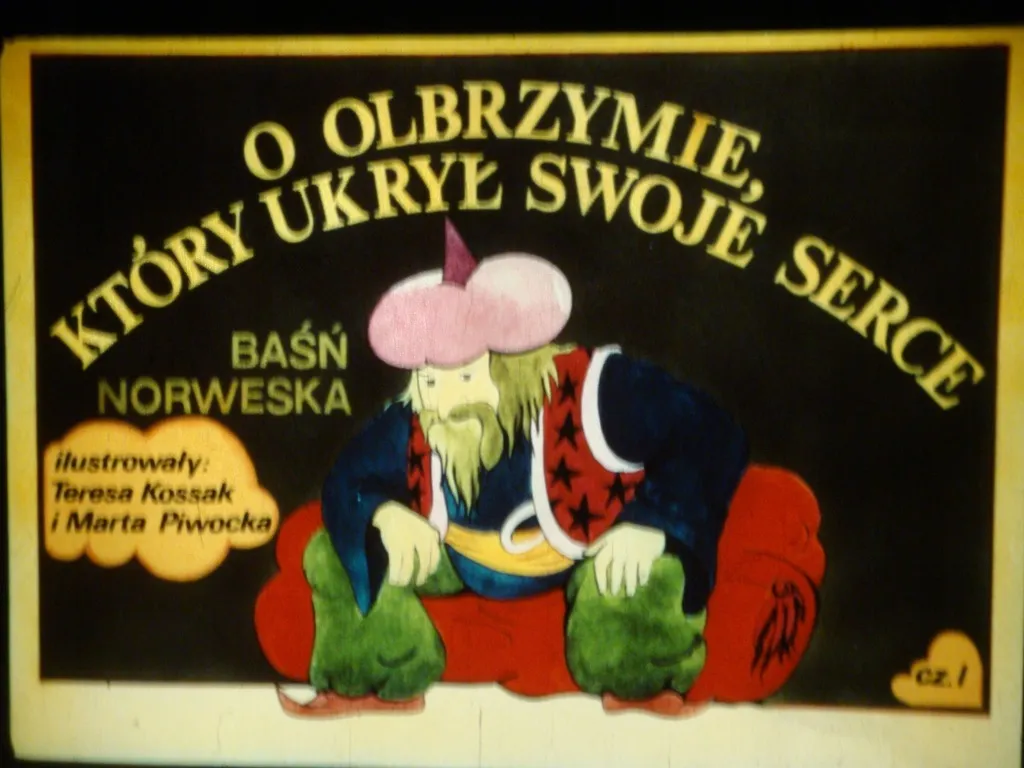 O OLBRZYMIE,
KTÓRY UKRYŁ SWOJE SERCE
BAŚŃ
NORWESKA
ilustrowały:
Teresa Kossak
i Marta Piwocka
cz. I